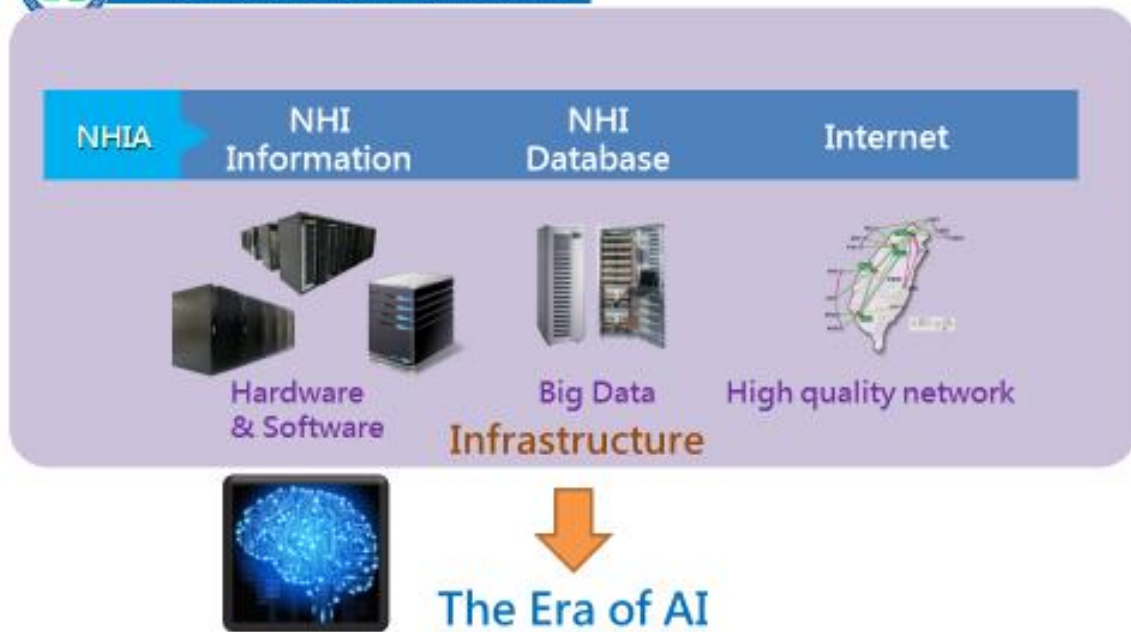 NHIA
NHI
Information
NHI
Database
Internet
Hardware
& Software
Big Data
High quality network
Infrastructure
The Era of AI